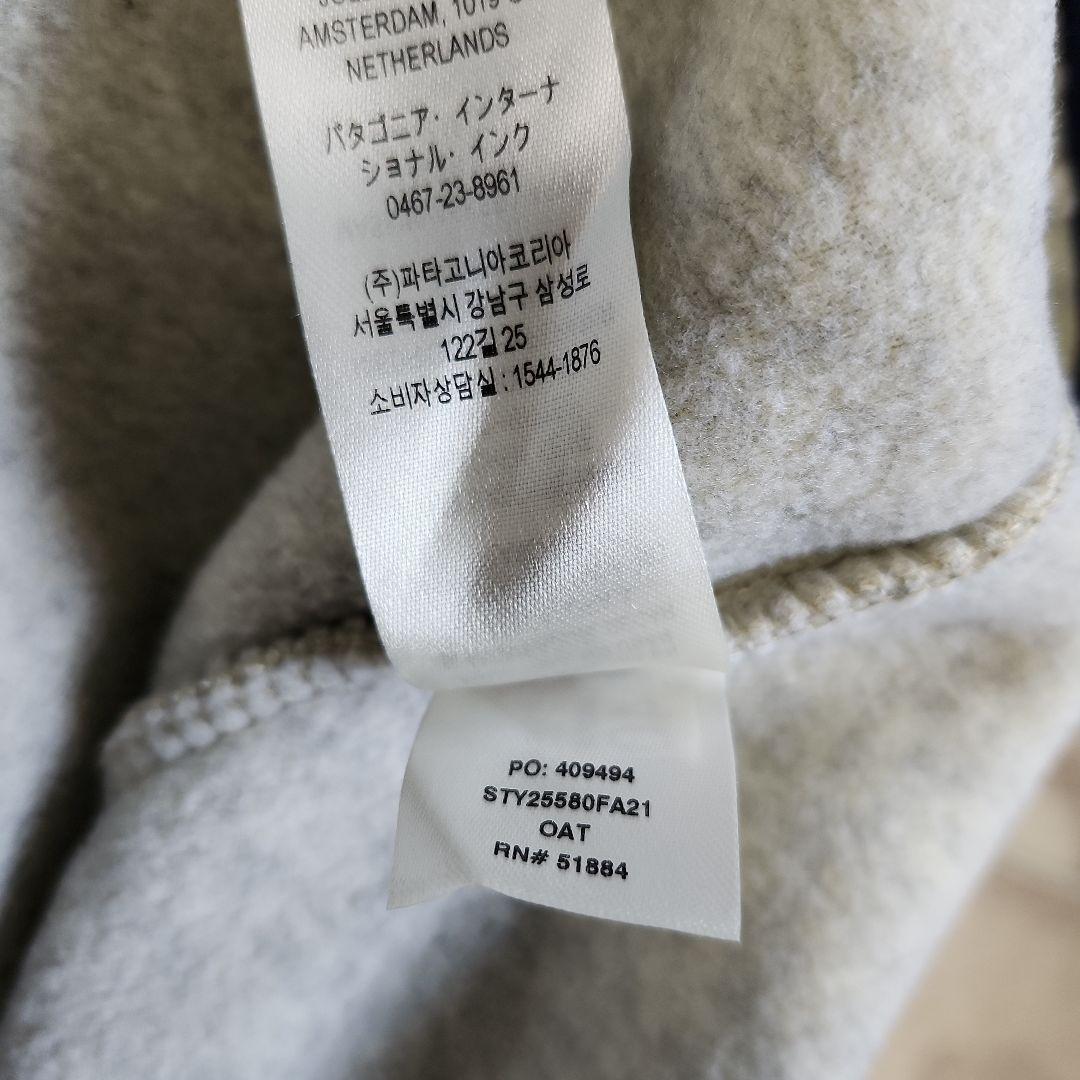 AMSTERDAM, 1019
NETHERLANDS
パタゴニア・インターナ
ショナル・インク
0467-23-8961
(주)파타고니아코리아
서울특별시 강남구 삼성로
122길 25
소비자상담실 : 1544-1876
PO: 409494
STY25580FA21
OAT
RN# 51884